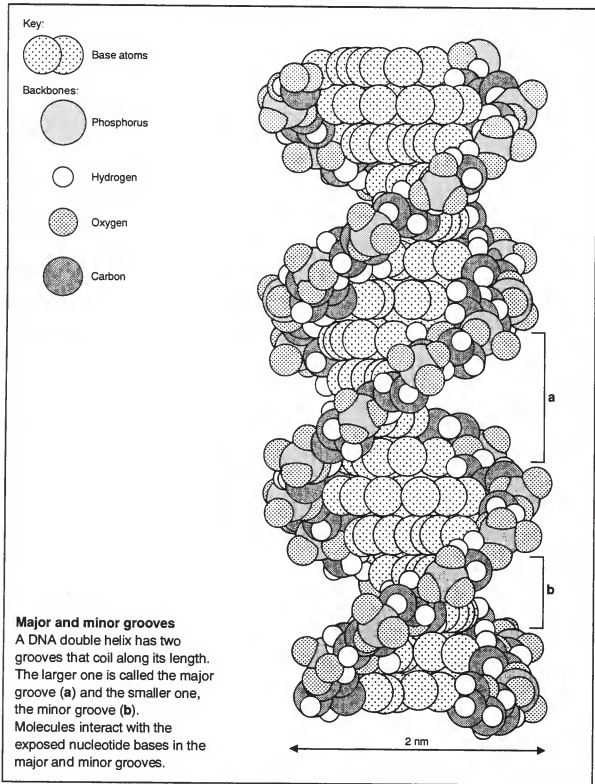 Key:
Base atoms
Backbones:
Phosphorus
Hydrogen
Oxygen
Carbon
a
b
Major and minor grooves
A DNA double helix has two
grooves that coil along its length.
The larger one is called the major
groove (a) and the smaller one,
the minor groove (b).
Molecules interact with the
exposed nucleotide bases in the
major and minor grooves.
2 nm